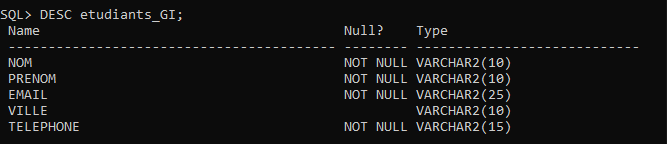 SQL> DESC etudiants_GI;
Name Null? Type
----------------------------------------- -------- ----------------------------
NOM NOT NULL VARCHAR2(10)
PRENOM NOT NULL VARCHAR2(10)
EMAIL NOT NULL VARCHAR2(25)
VILLE VARCHAR2(10)
TELEPHONE NOT NULL VARCHAR2(15)